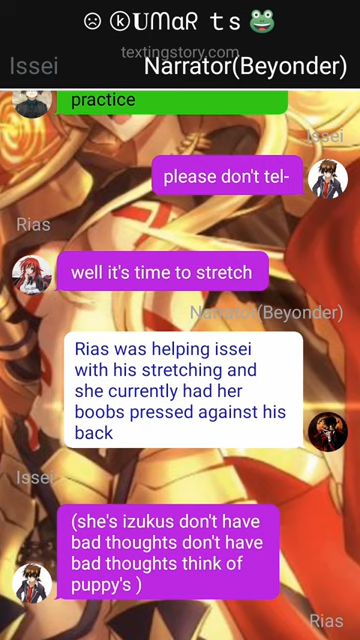 ☹ ⓚ𝐔ᑌᗰᗩᖇ ｔｓ 🐸
textingstory.com
Issei
Narrator(Beyonder)
practice
Issei
please don't tel-
Rias
well it's time to stretch
Narrator(Beyonder)
Rias was helping issei
with his stretching and
she currently had her
boobs pressed against his
back
Issei
(she's izukus don't have
bad thoughts don't have
bad thoughts think of
puppy's )
Rias